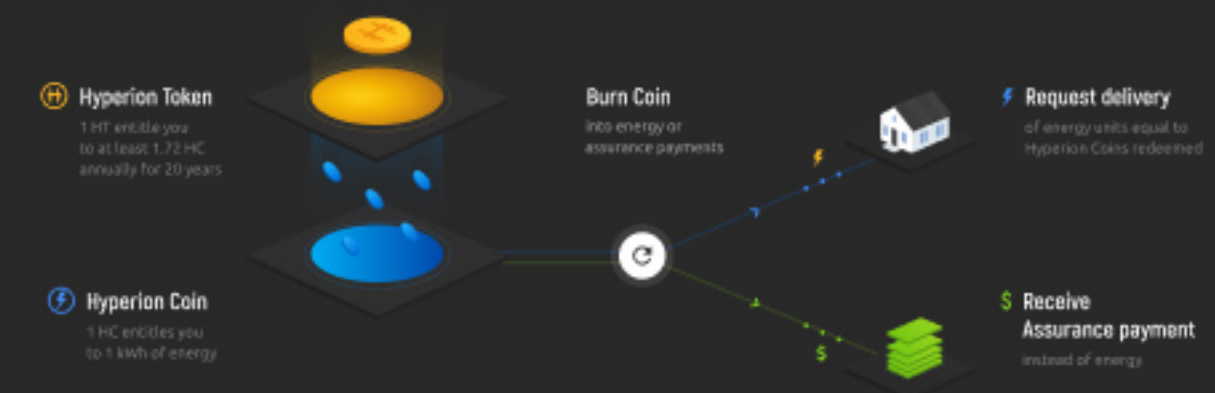 Hyperion Token
1 HT entitle you
to at least 1.72 HC
annually for 20 years
Hyperion Coin
1 HC entitles you
to 1 kWh of energy
Burn Coin
into energy or
assurance payments
Request delivery
of energy units equal to
Hyperion Coins redeemed
$ Receive
Assurance payment
instead of energy
$